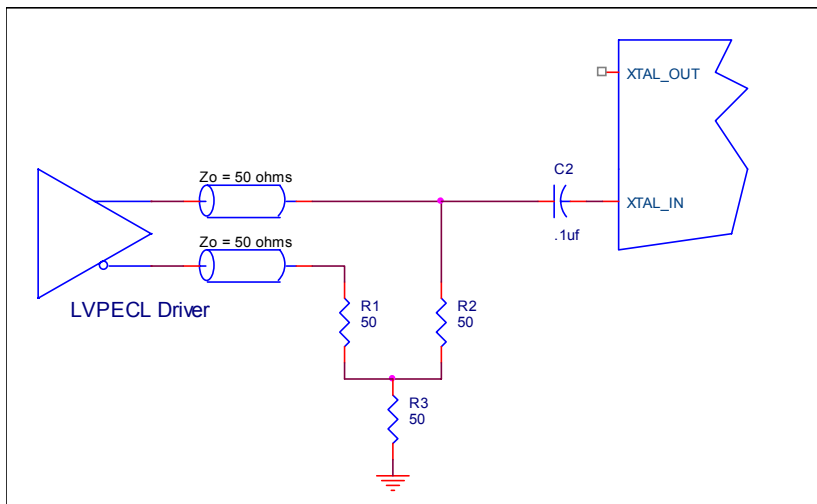 XTAL_OUT
C2
Zo = 50 ohms
XTAL_IN
.1uf
Zo = 50 ohms
LVPECL Driver
R1
50
R2
50
R3
50